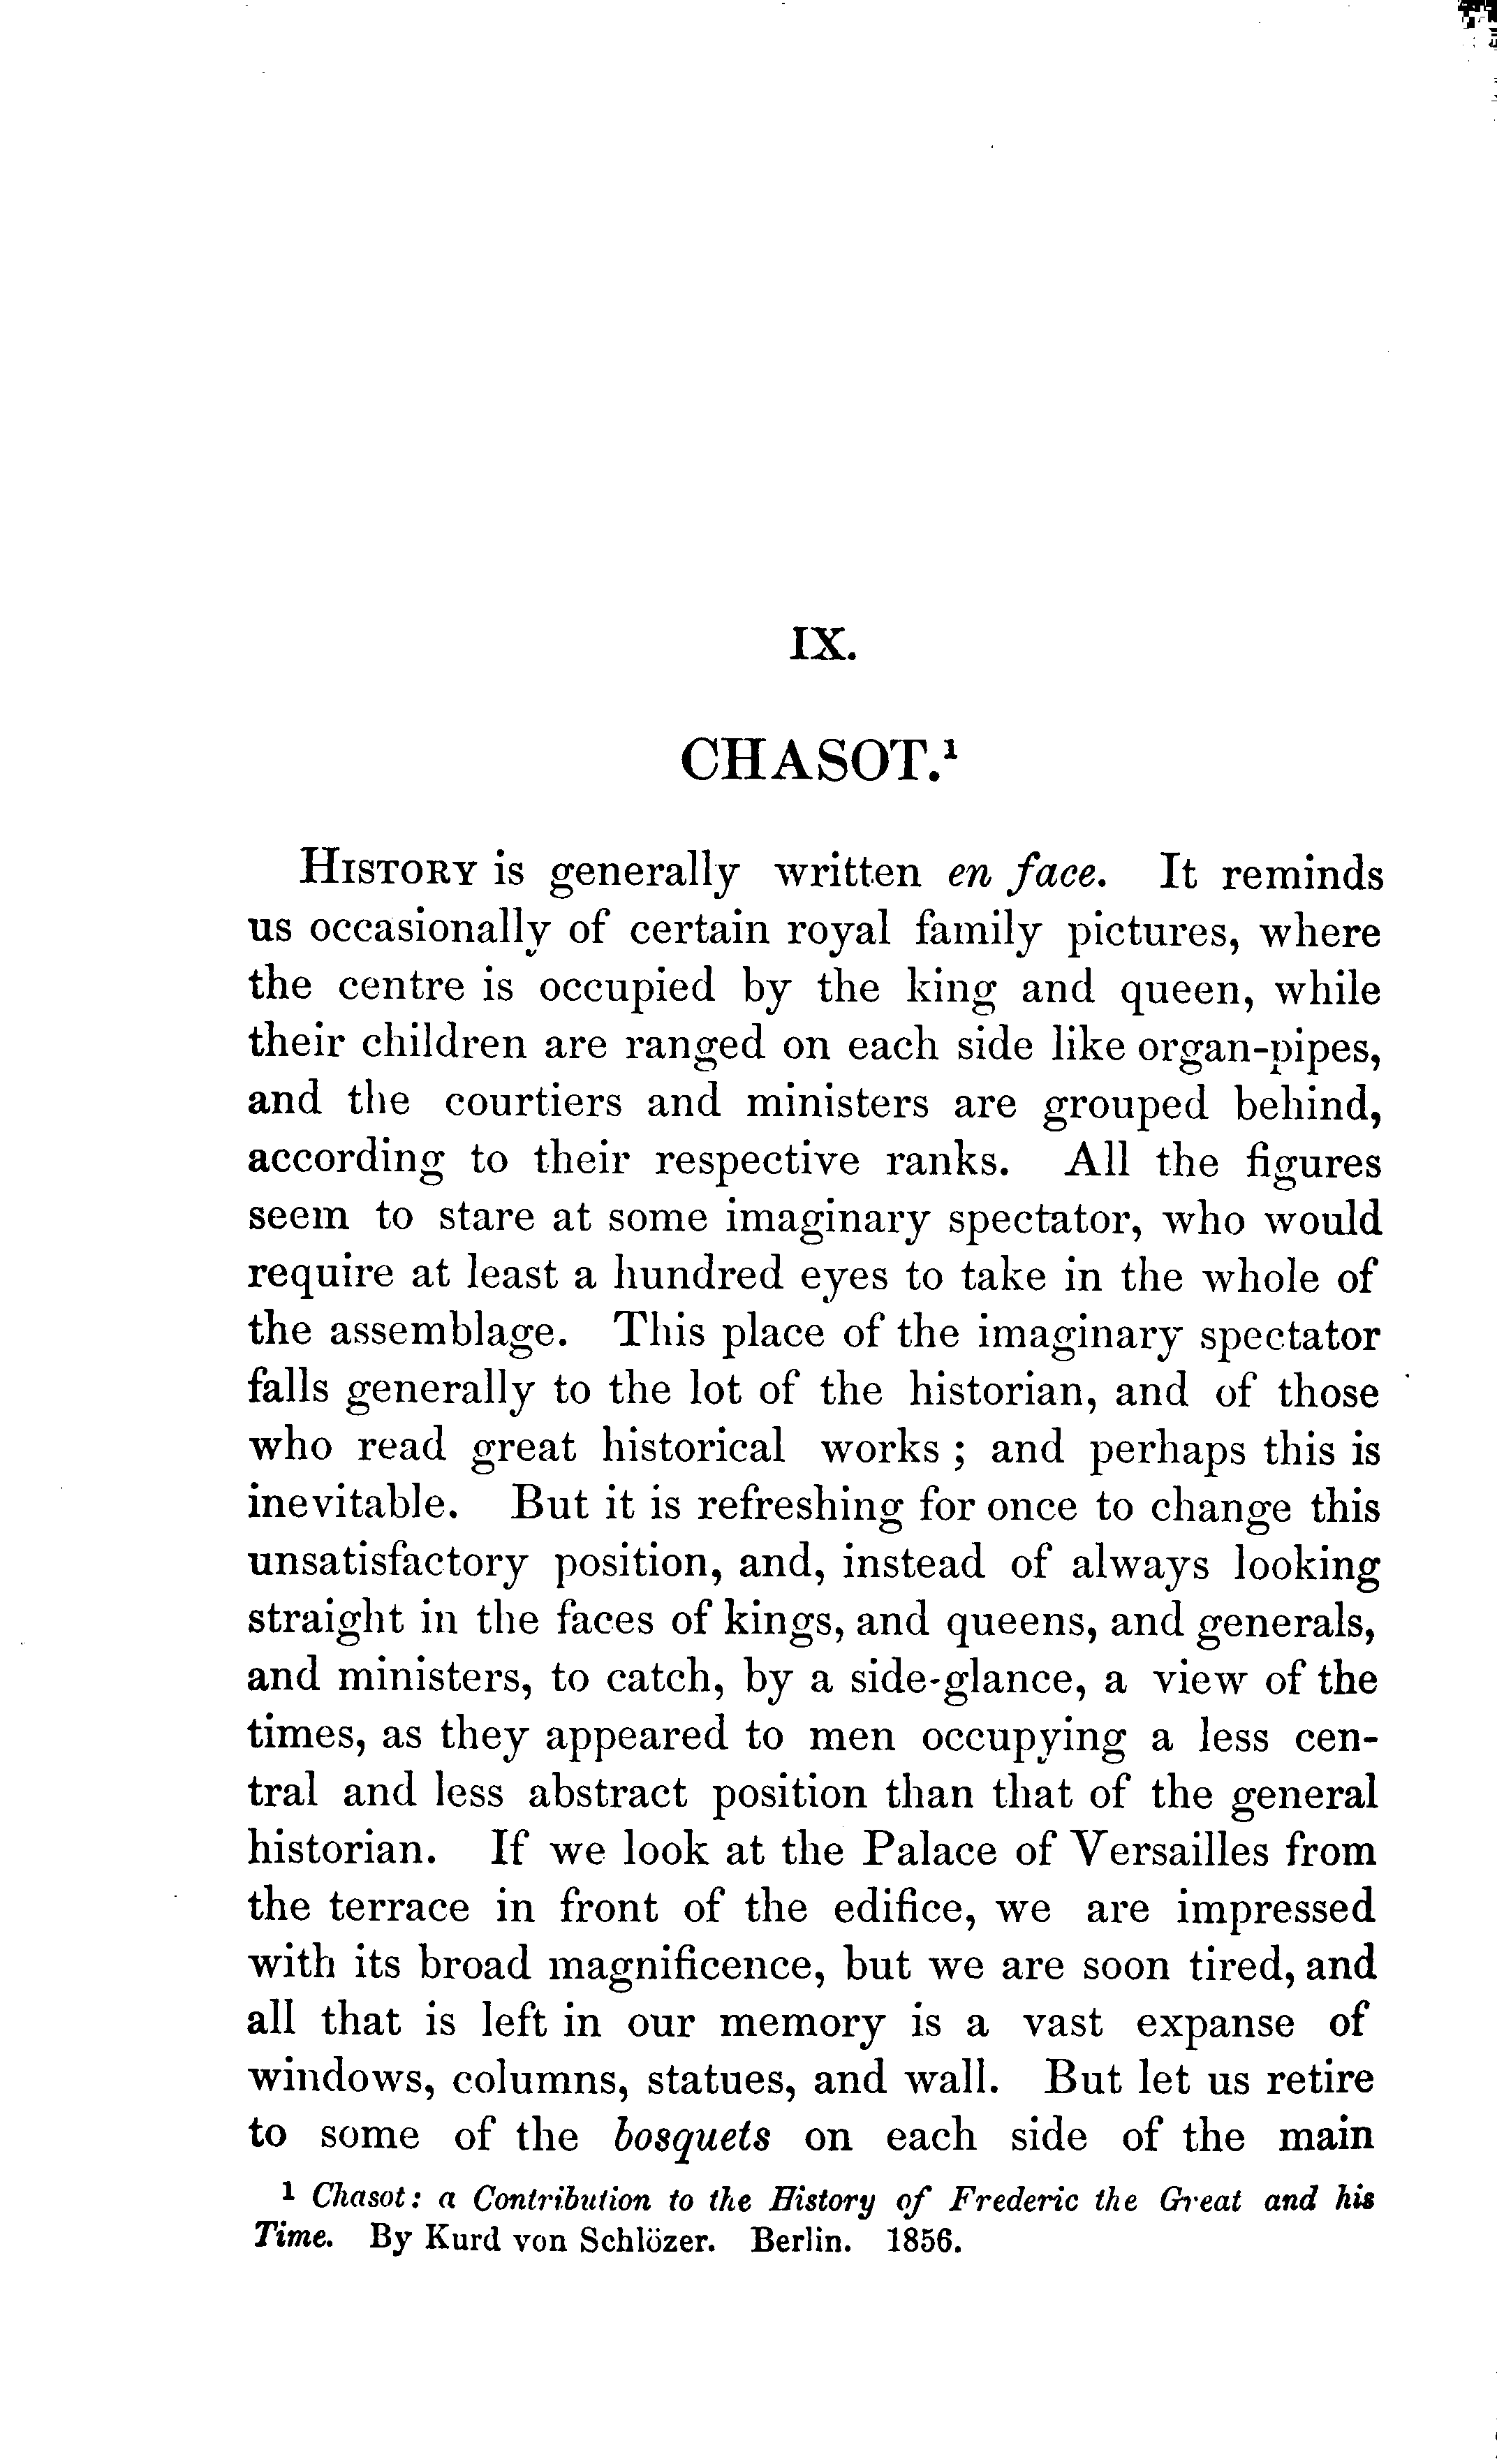 IX.
CHASOT.¹
HISTORY is generally written en face. It reminds
us occasionally of certain royal family pictures, where
the centre is occupied by the king and queen, while
their children are ranged on each side like organ-pipes,
and the courtiers and ministers are grouped behind,
according to their respective ranks. All the figures
seem to stare at some imaginary spectator, who would
require at least a hundred eyes to take in the whole of
the assemblage. This place of the imaginary spectator
falls generally to the lot of the historian, and of those
who read great historical works ; and perhaps this is
inevitable. But it is refreshing for once to change this
unsatisfactory position, and, instead of always looking
straight in the faces of kings, and queens, and generals,
and ministers, to catch, by a side-glance, a view of the
times, as they appeared to men occupying a less cen-
tral and less abstract position than that of the general
historian. If we look at the Palace of Versailles from
the terrace in front of the edifice, we are impressed
with its broad magnificence, but we are soon tired, and
all that is left in our memory is a vast expanse of
windows, columns, statues, and wall. But let us retire
to some of the bosquets on each side of the main
¹ Chasot: a Contribution to the History of Frederic the Great and his
Time. By Kurd von Schlözer. Berlin. 1856.